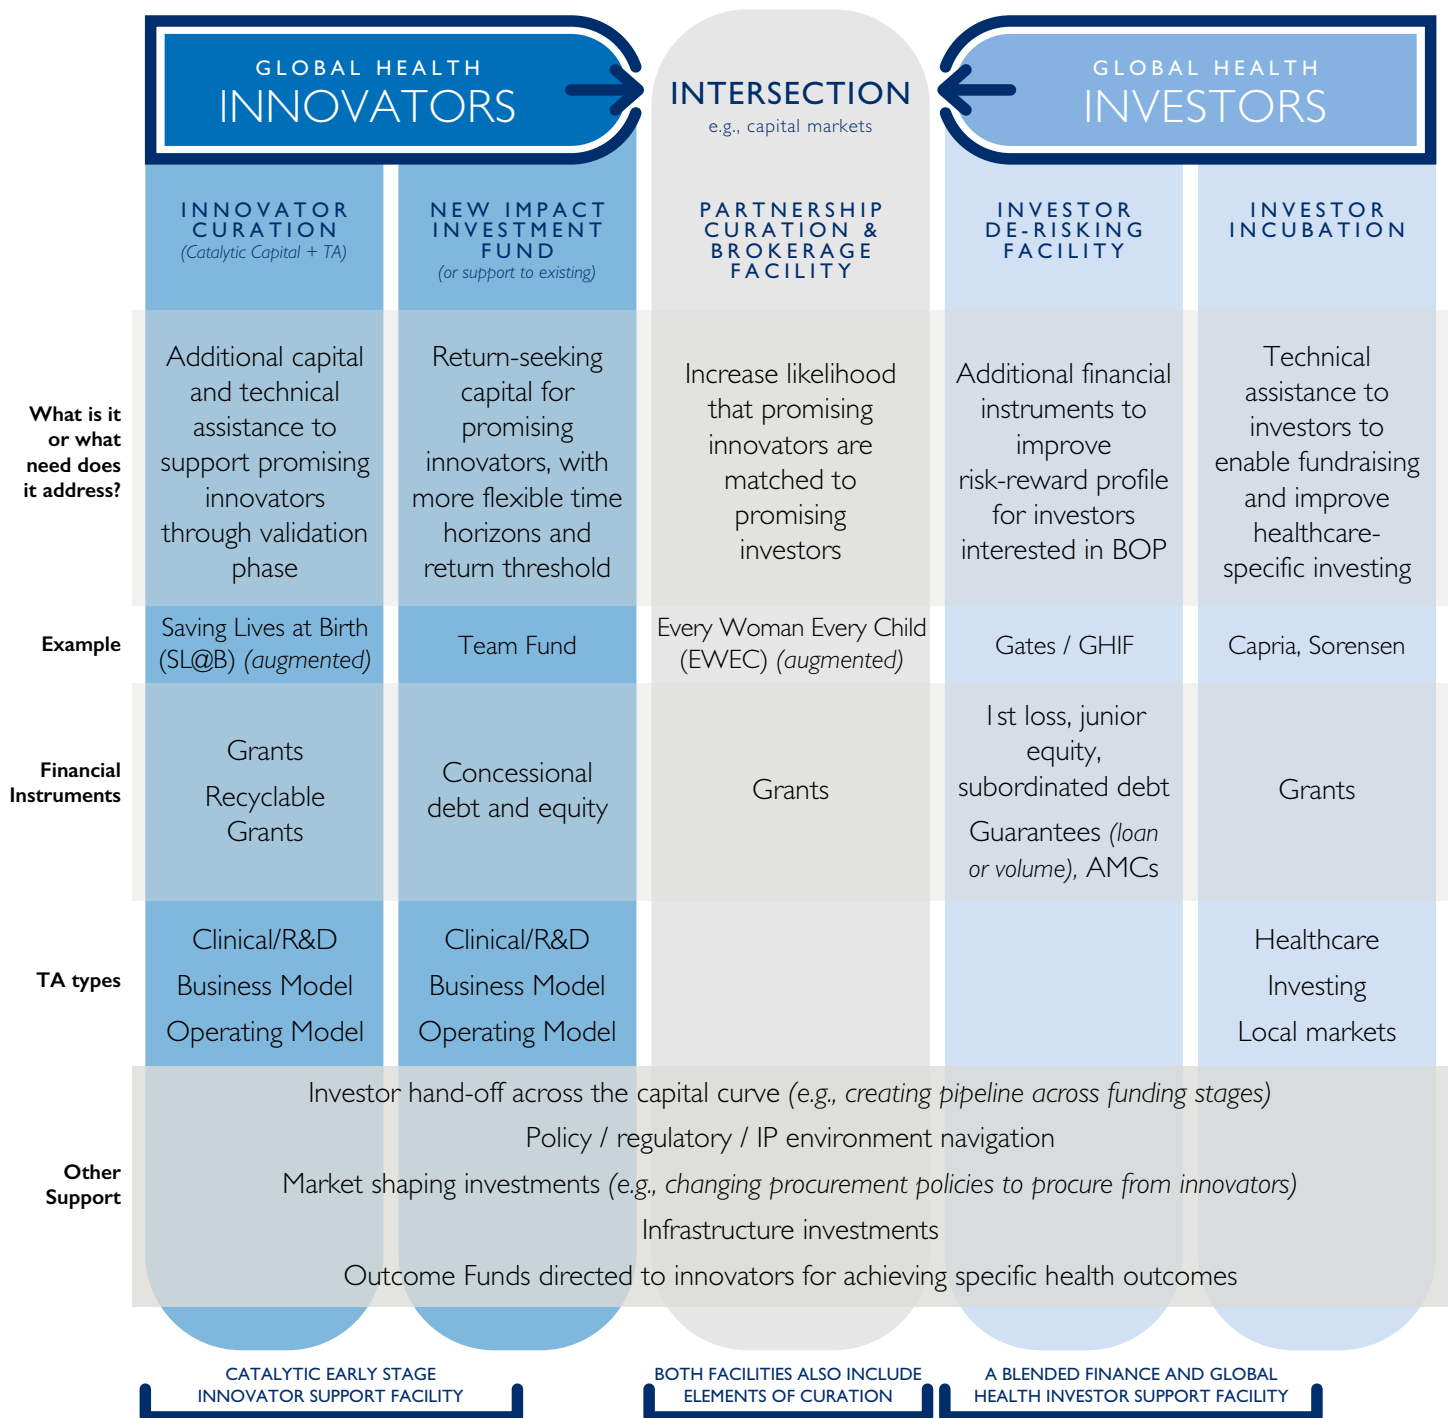 GLOBAL HEALTH
INNOVATORS
INTERSECTION
e.g., capital markets
GLOBAL HEALTH
INVESTORS
INNOVATOR
CURATION
(Catalytic Capital + TA)
NEW IMPACT
INVESTMENT
FUND
(or support to existing)
PARTNERSHIP
CURATION &
BROKERAGE
FACILITY
INVESTOR
DE-RISKING
FACILITY
INVESTOR
INCUBATION
What is it
or what
need does
it address?
Additional capital
and technical
assistance to
support promising
innovators
through validation
phase
Return-seeking
capital for
promising
innovators, with
more flexible time
horizons and
return threshold
Increase likelihood
that promising
innovators are
matched to
promising
investors
Additional financial
instruments to
improve
risk-reward profile
for investors
interested in BOP
Technical
assistance to
investors to
enable fundraising
and improve
healthcare-
specific investing
Example
Saving Lives at Birth
(SL@B) (augmented)
Team Fund
Every Woman Every Child
(EWEC) (augmented)
Gates / GHIF
Capria, Sorensen
Financial
Instruments
Grants
Recyclable
Grants
Concessional
debt and equity
Grants
1st loss, junior
equity,
subordinated debt
Guarantees (loan
or volume), AMCs
Grants
TA types
Clinical/R&D
Business Model
Operating Model
Clinical/R&D
Business Model
Operating Model
Healthcare
Investing
Local markets
Other
Support
Investor hand-off across the capital curve (e.g., creating pipeline across funding stages)
Policy / regulatory / IP environment navigation
Market shaping investments (e.g., changing procurement policies to procure from innovators)
Infrastructure investments
Outcome Funds directed to innovators for achieving specific health outcomes
CATALYTIC EARLY STAGE
INNOVATOR SUPPORT FACILITY
BOTH FACILITIES ALSO INCLUDE
ELEMENTS OF CURATION
A BLENDED FINANCE AND GLOBAL
HEALTH INVESTOR SUPPORT FACILITY